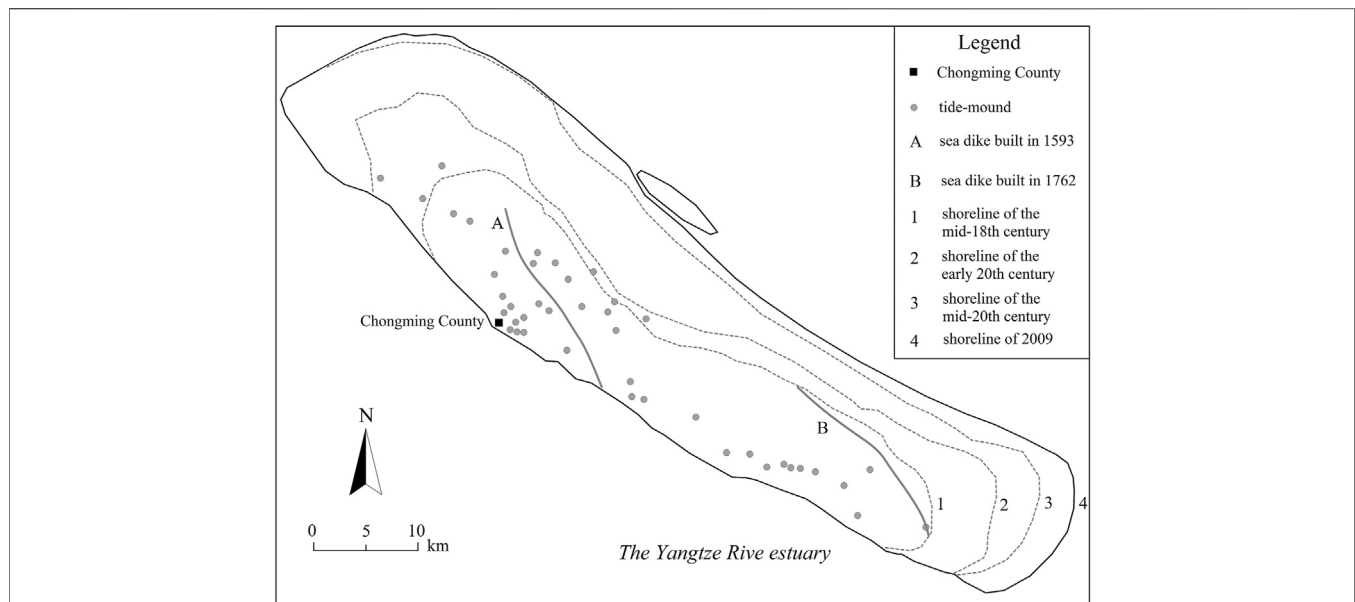 Legend
Chongming County
tide-mound
A sea dike built in 1593
B sea dike built in 1762
1 shoreline of the
mid-18th century
2 shoreline of the
early 20th century
3 shoreline of the
mid-20th century
4 shoreline of 2009
A
Chongming County
B
N
1 2 3 4
0 5 10
km
The Yangtze Rive estuary